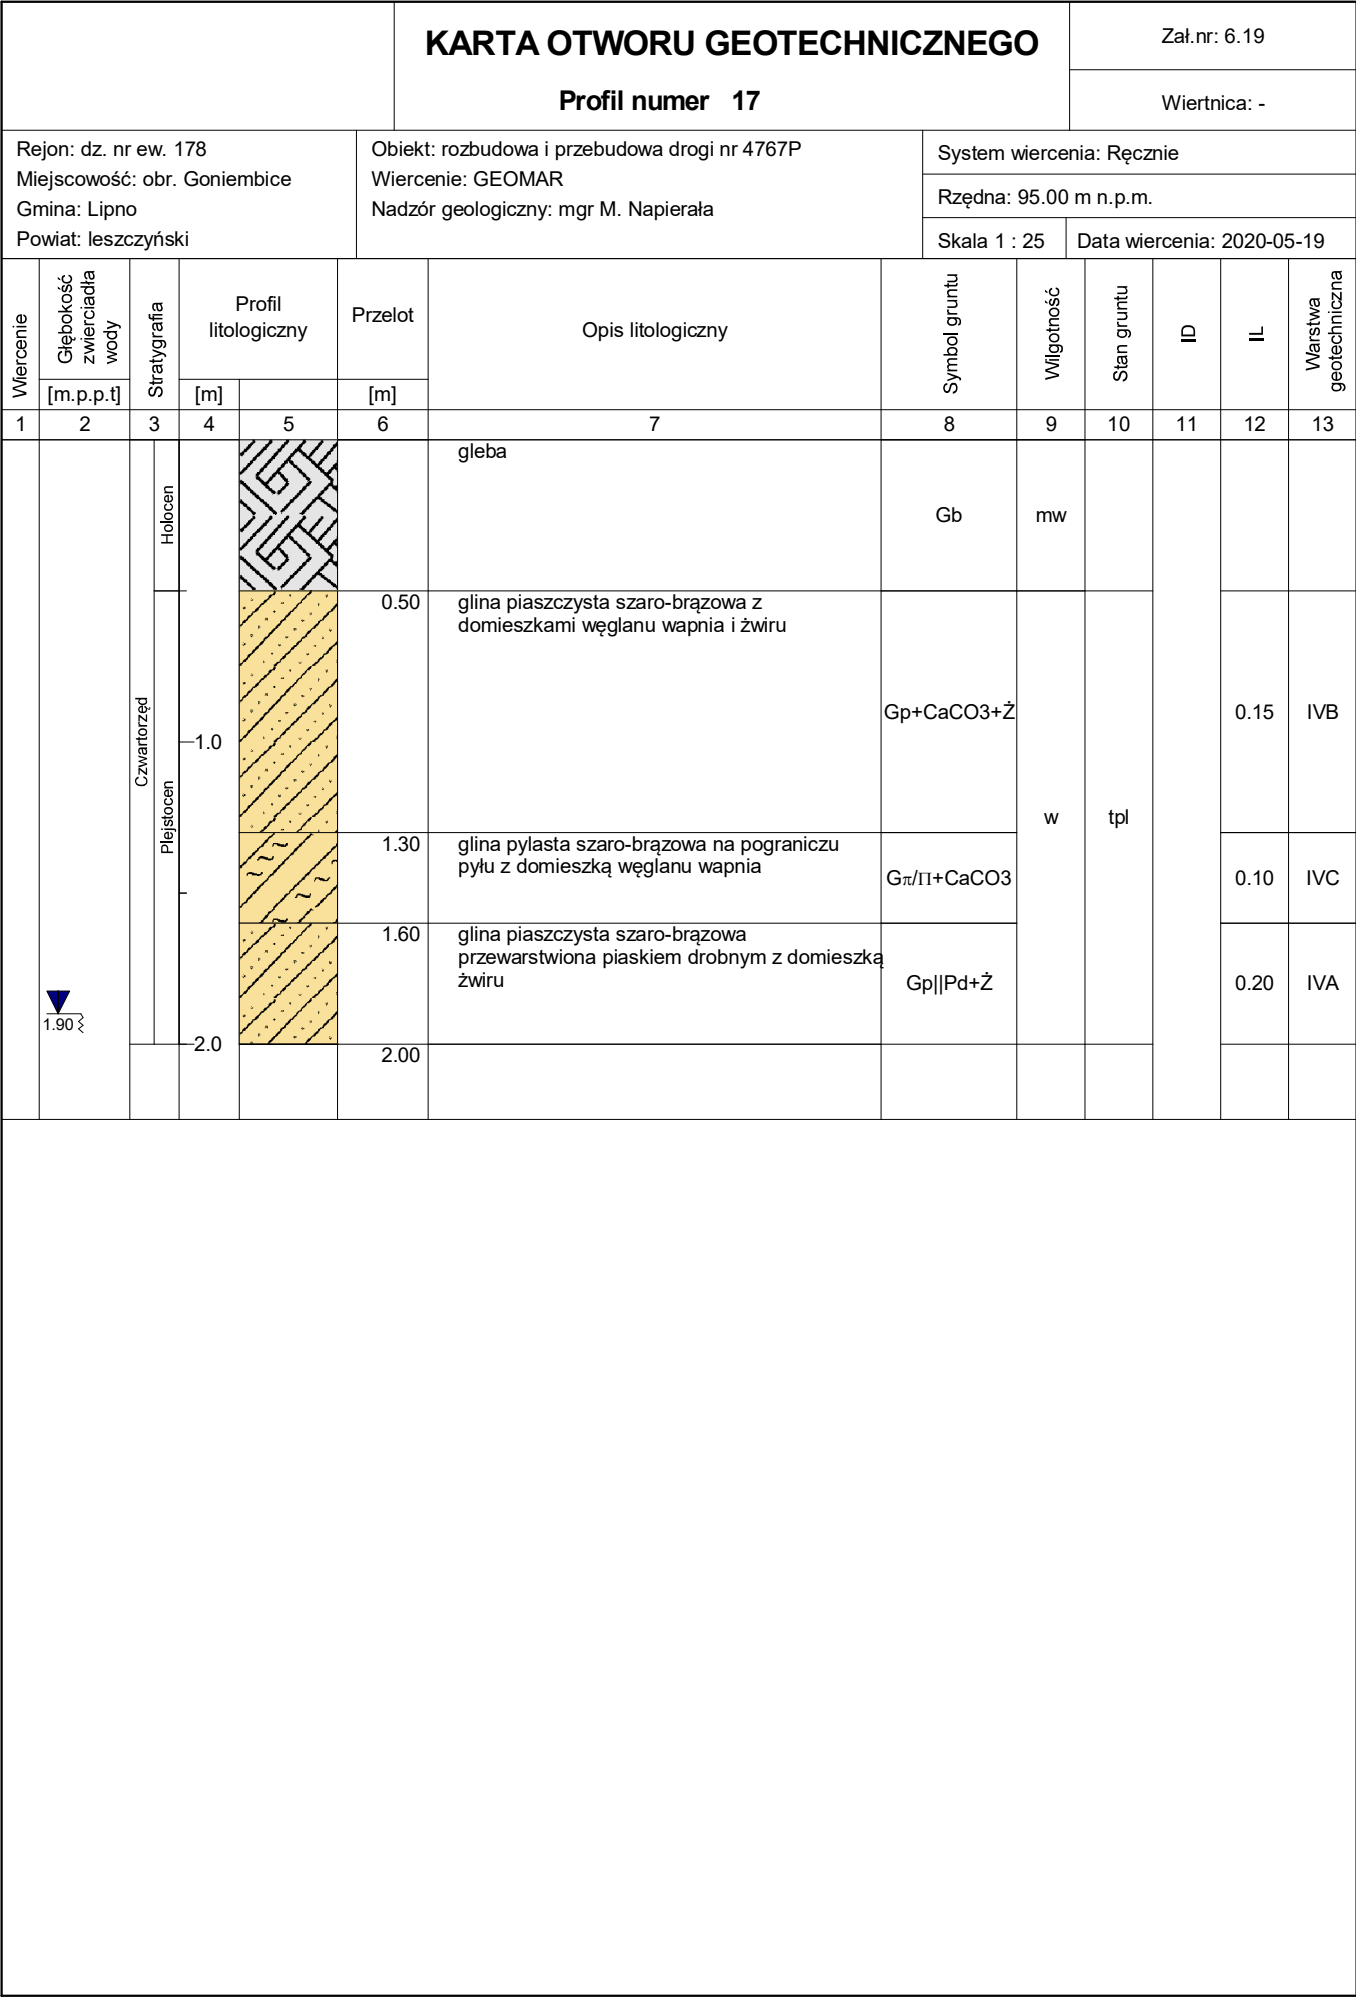 KARTA OTWORU GEOTECHNICZNEGO
Profil numer 17
Zał.nr: 6.19
Wiertnica: -
Rejon: dz. nr ew. 178
Miejscowość: obr. Goniembice
Gmina: Lipno
Powiat: leszczyński
Obiekt: rozbudowa i przebudowa drogi nr 4767P
Wiercenie: GEOMAR
Nadzór geologiczny: mgr M. Napierała
System wiercenia: Ręcznie
Rzędna: 95.00 m n.p.m.
Skala 1 : 25
Data wiercenia: 2020-05-19
Wiercenie
Głębokość
zwierciadła
wody
[m.p.p.t]
Stratygrafia
Profil
litologiczny
[m]
Przelot
[m]
Opis litologiczny
Symbol gruntu
Wilgotność
Stan gruntu
ID
IL
Warstwa
geotechniczna
1 2 3 4 5 6 7 8 9 10 11 12 13
Czwartorzęd
Holocen
gleba
Gb
mw
0.50
glina piaszczysta szaro-brązowa z
domieszkami węglanu wapnia i żwiru
Gp+CaCO3+Ż
0.15
IVB
1.0
Plejstocen
w
tpl
1.30
glina pylasta szaro-brązowa na pograniczu
pyłu z domieszką węglanu wapnia
Gπ/Π+CaCO3
0.10
IVC
1.60
glina piaszczysta szaro-brązowa
przewarstwiona piaskiem drobnym z domieszką
żwiru
Gp||Pd+Ż
0.20
IVA
1.90
2.0
2.00